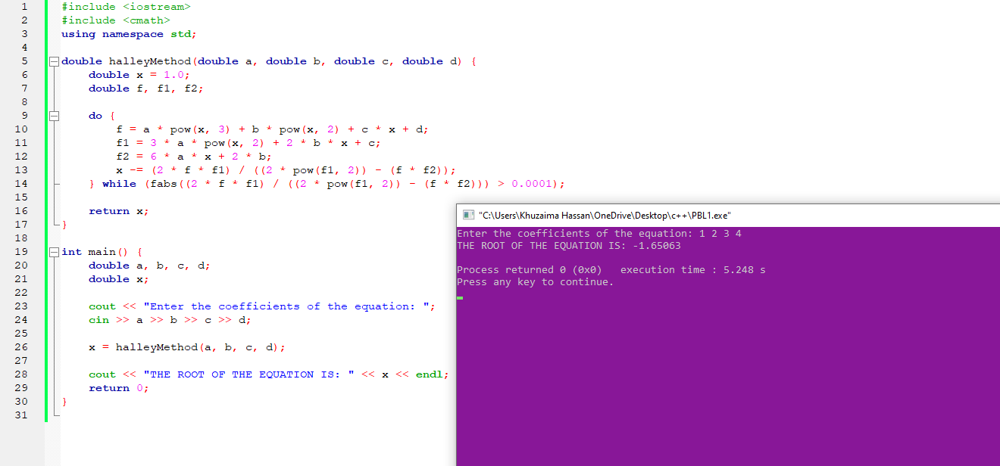 1 #include <iostream>
2 #include <cmath>
3 using namespace std;
4
5 double halleyMethod(double a, double b, double c, double d) {
6     double x = 1.0;
7     double f, f1, f2;
8
9     do {
10         f = a * pow(x, 3) + b * pow(x, 2) + c * x + d;
11         f1 = 3 * a * pow(x, 2) + 2 * b * x + c;
12         f2 = 6 * a * x + 2 * b;
13         x -= (2 * f * f1) / ((2 * pow(f1, 2)) - (f * f2));
14     } while (fabs((2 * f * f1) / ((2 * pow(f1, 2)) - (f * f2))) > 0.0001);
15
16     return x;
17 }
18
19 int main() {
20     double a, b, c, d;
21     double x;
22
23     cout << "Enter the coefficients of the equation: ";
24     cin >> a >> b >> c >> d;
25
26     x = halleyMethod(a, b, c, d);
27
28     cout << "THE ROOT OF THE EQUATION IS: " << x << endl;
29     return 0;
30 }
31
"C:\Users\Khuzaima Hassan\OneDrive\Desktop\c++\PBL1.exe"
Enter the coefficients of the equation: 1 2 3 4
THE ROOT OF THE EQUATION IS: -1.65063
Process returned 0 (0x0)   execution time : 5.248 s
Press any key to continue.